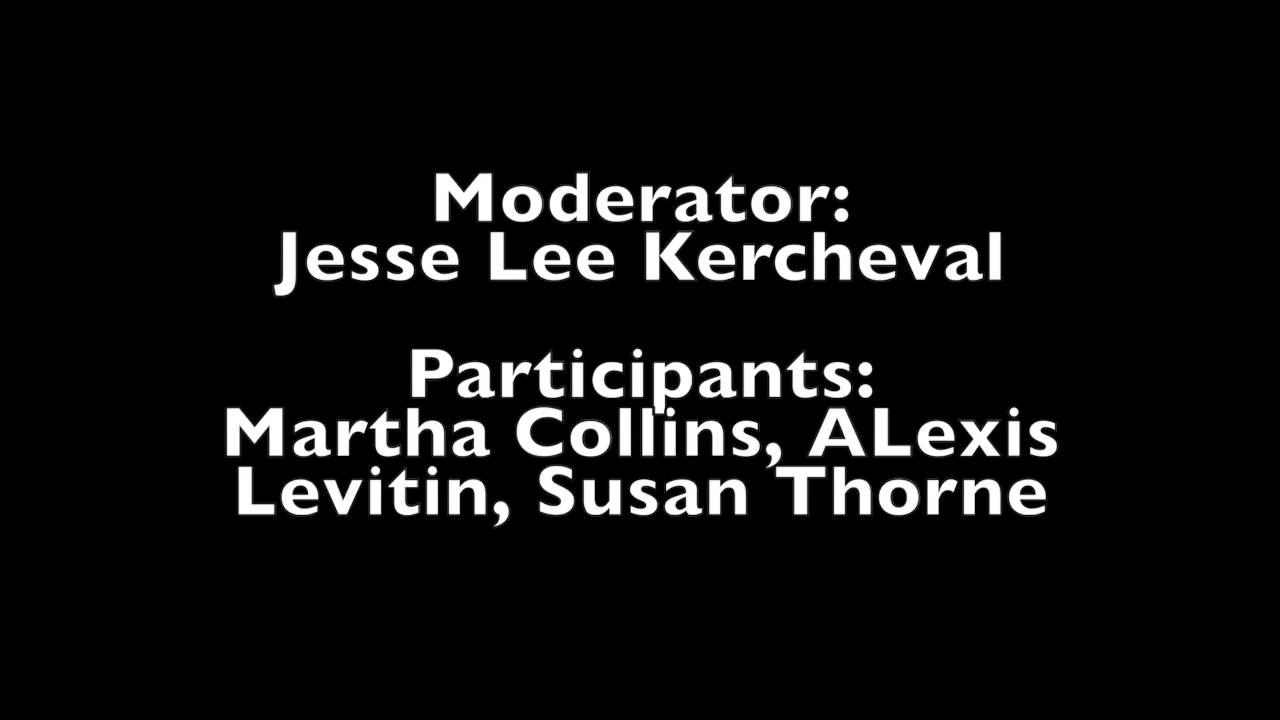 Moderator:
Jesse Lee Kercheval
Participants:
Martha Collins, ALexis
Levitin, Susan Thorne